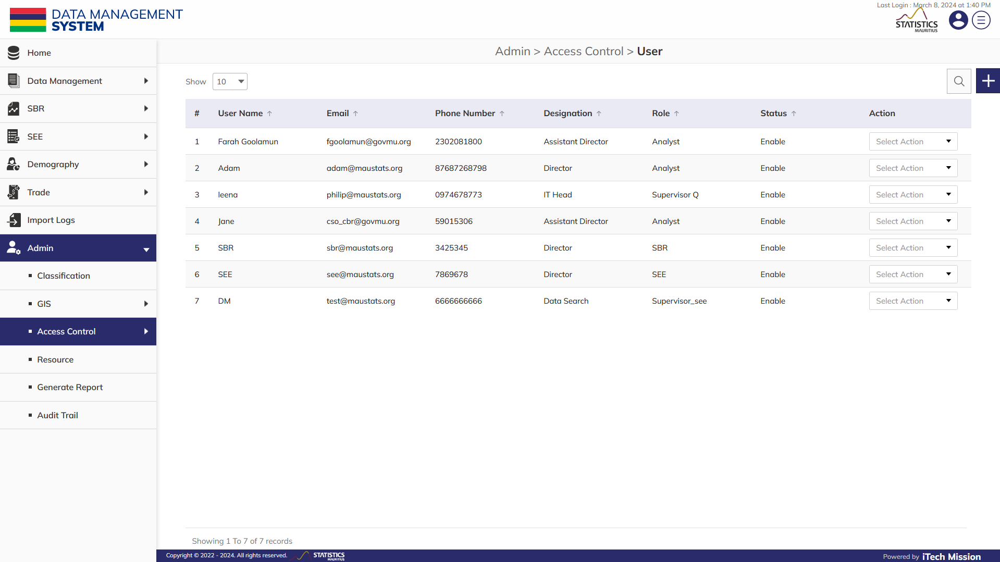 DATA MANAGEMENT
SYSTEM
Last Login : March 8, 2024 at 1:40 PM
STATISTICS
MAURITIUS
Home
Data Management
SBR
SEE
Demography
Trade
Import Logs
Admin
Classification
GIS
Access Control
Resource
Generate Report
Audit Trail
Admin > Access Control > User
Show 10
# User Name Email Phone Number Designation Role Status Action
1 Farah Goolamun fgoolamun@govmu.org 2302081800 Assistant Director Analyst Enable Select Action
2 Adam adam@maustats.org 87687268798 Director Analyst Enable Select Action
3 leena philip@maustats.org 0974678773 IT Head Supervisor Q Enable Select Action
4 Jane cso_cbr@govmu.org 59015306 Assistant Director Analyst Enable Select Action
5 SBR sbr@maustats.org 3425345 Director SBR Enable Select Action
6 SEE see@maustats.org 7869678 Director SEE Enable Select Action
7 DM test@maustats.org 6666666666 Data Search Supervisor_see Enable Select Action
Showing 1 To 7 of 7 records
Copyright © 2022 - 2024. All rights reserved.
STATISTICS
MAURITIUS
Powered by iTech Mission